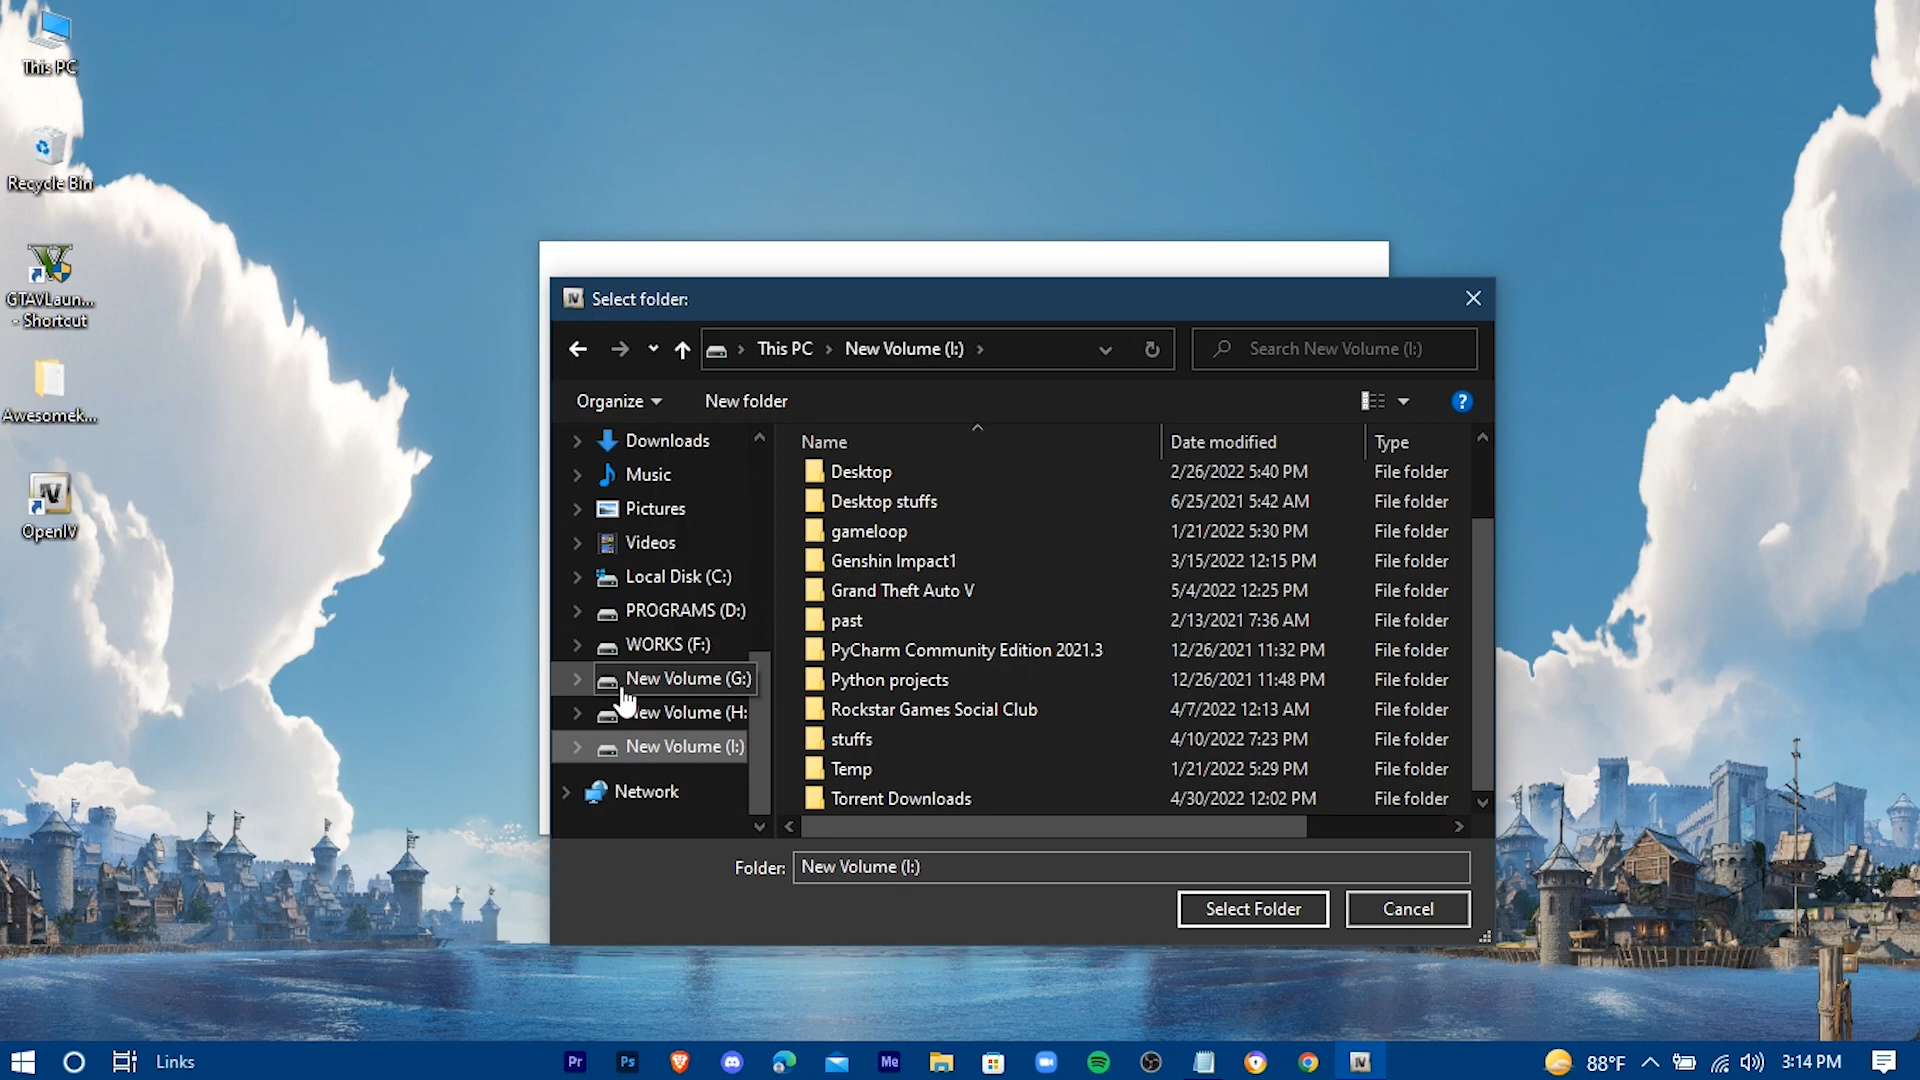 This PC
Recycle Bin
GTAVLaun...
- Shortcut
Awesomek...
OpenIV
Select folder:
This PC
New Volume (I:)
Search New Volume (I:)
Organize
New folder
Downloads
Music
Pictures
Videos
Local Disk (C:)
PROGRAMS (D:)
WORKS (F:)
New Volume (G:)
New Volume (H:
New Volume (I:)
Network
Name Date modified Type
Desktop 2/26/2022 5:40 PM File folder
Desktop stuffs 6/25/2021 5:42 AM File folder
gameloop 1/21/2022 5:30 PM File folder
Genshin Impact1 3/15/2022 12:15 PM File folder
Grand Theft Auto V 5/4/2022 12:25 PM File folder
past 2/13/2021 7:36 AM File folder
PyCharm Community Edition 2021.3 12/26/2021 11:32 PM File folder
Python projects 12/26/2021 11:48 PM File folder
Rockstar Games Social Club 4/7/2022 12:13 AM File folder
stuffs 4/10/2022 7:23 PM File folder
Temp 1/21/2022 5:29 PM File folder
Torrent Downloads 4/30/2022 12:02 PM File folder
Folder: New Volume (I:)
Select Folder
Cancel
Links
Pr
Ps
Me
IV
88°F
3:14 PM